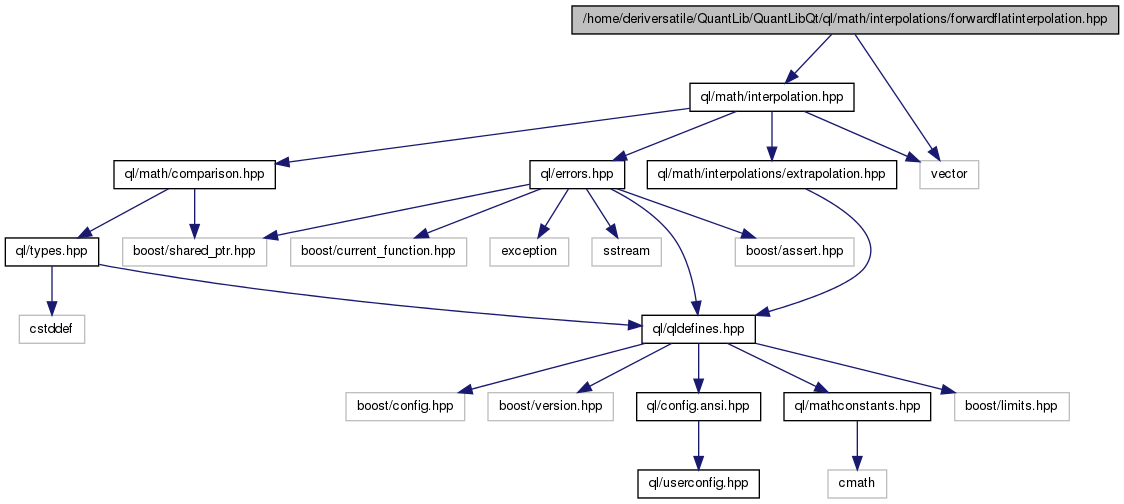 /home/deriversatile/QuantLib/QuantLibQt/ql/math/interpolations/forwardflatinterpolation.hpp
ql/math/interpolation.hpp
ql/math/comparison.hpp
ql/errors.hpp
ql/math/interpolations/extrapolation.hpp
vector
ql/types.hpp
boost/shared_ptr.hpp
boost/current_function.hpp
exception
sstream
boost/assert.hpp
cstddef
ql/qldefines.hpp
boost/config.hpp
boost/version.hpp
ql/config.ansi.hpp
ql/mathconstants.hpp
boost/limits.hpp
ql/userconfig.hpp
cmath